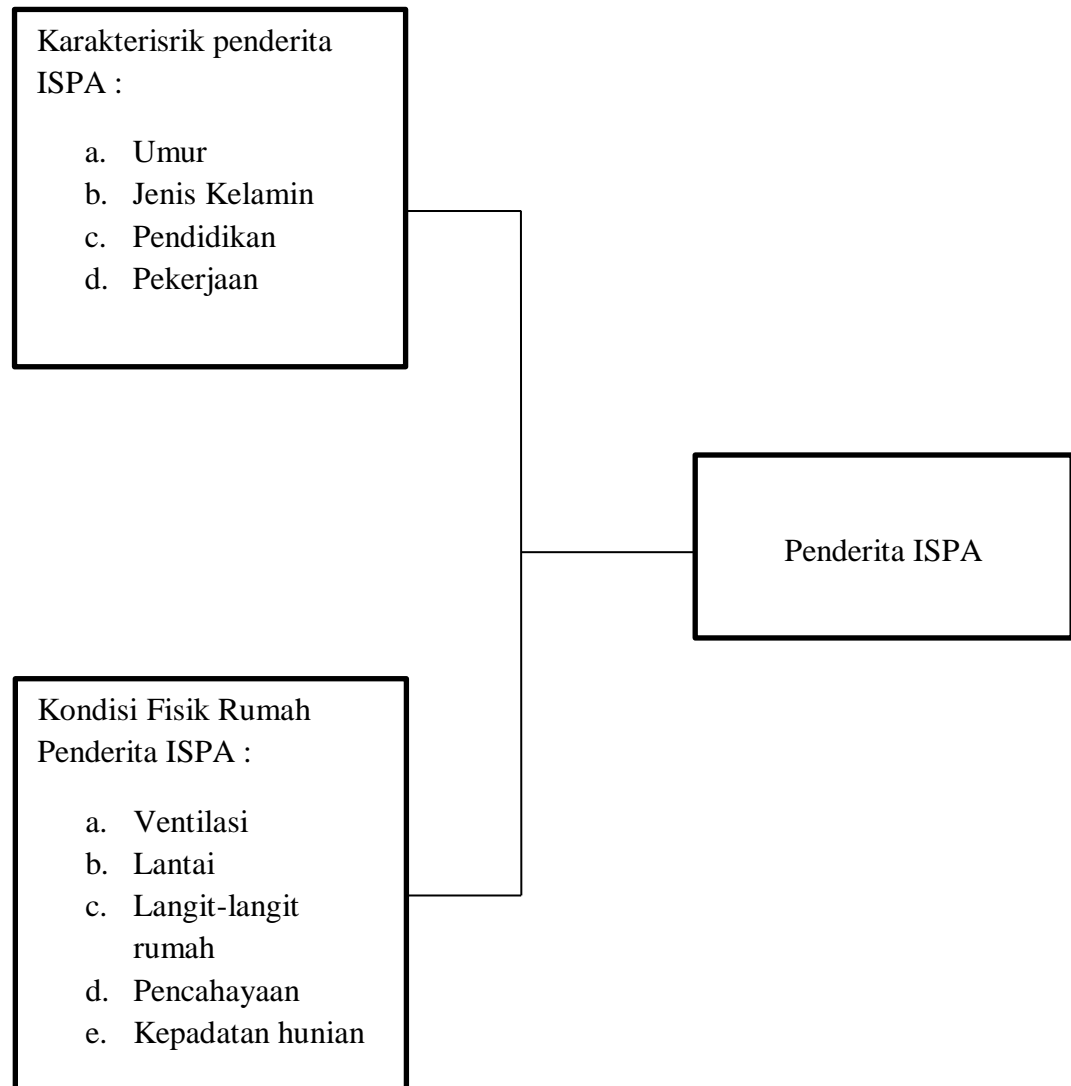 Karakterisrik penderita
ISPA :
a. Umur
b. Jenis Kelamin
c. Pendidikan
d. Pekerjaan
Penderita ISPA
Kondisi Fisik Rumah
Penderita ISPA :
a. Ventilasi
b. Lantai
c. Langit-langit
rumah
d. Pencahayaan
e. Kepadatan hunian